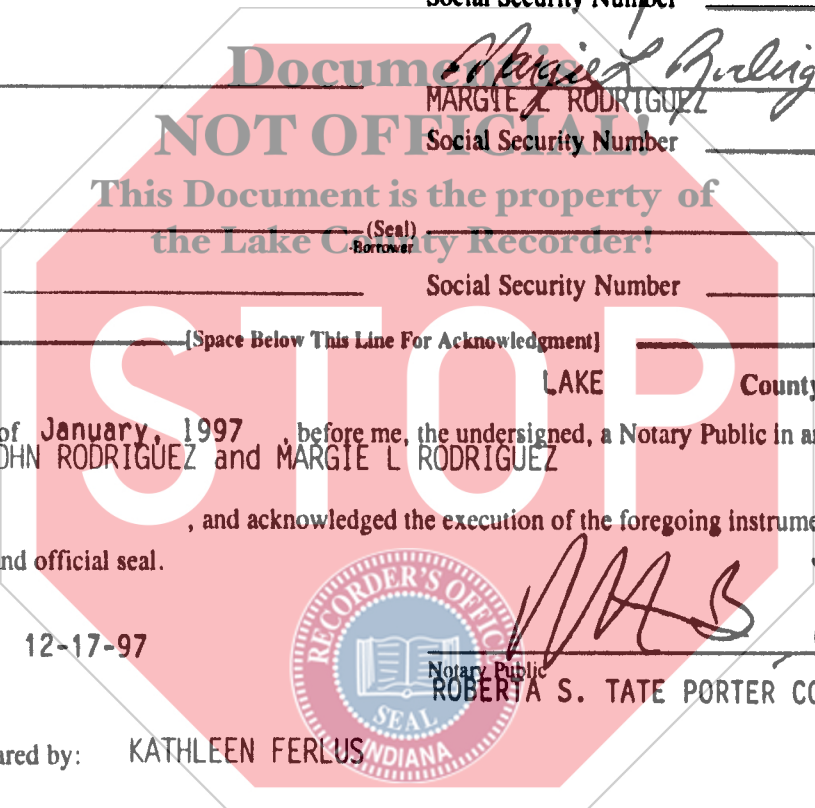 Social Security Number
Document is
Margie L Rodrig
MARGIE L RODRIGUEZ
NOT OFFICIAL!
Social Security Number
This Document is the property of
(Seal)
-Borrower
the Lake County Recorder!
Social Security Number
[Space Below This Line For Acknowledgment]
STOP
LAKE County
of January, 1997 , before me, the undersigned, a Notary Public in an
OHN RODRIGUEZ and MARGIE L RODRIGUEZ
, and acknowledged the execution of the foregoing instrume
nd official seal.
RECORDER'S OFFICE
SEAL
INDIANA
12-17-97
Notary Public
ROBERTA S. TATE PORTER CO
ared by: KATHLEEN FERLUS